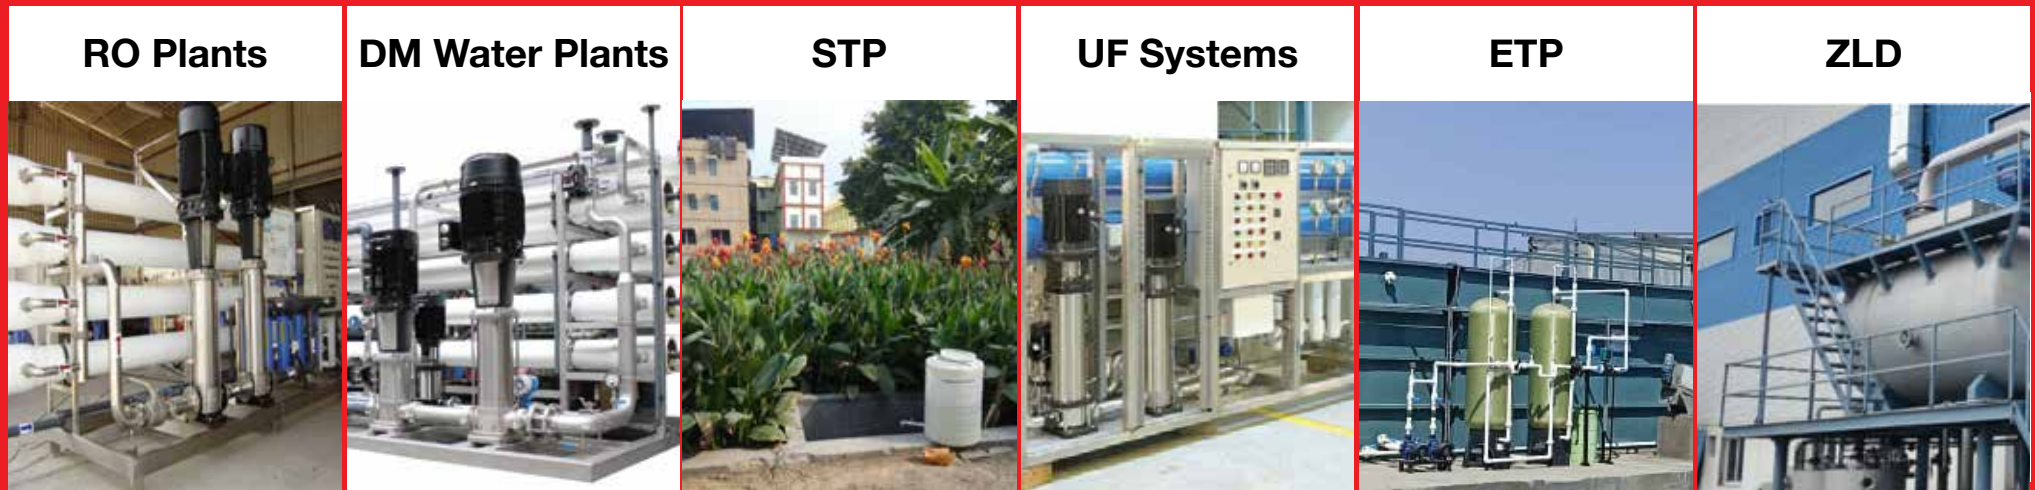 RO Plants
DM Water Plants
STP
UF Systems
ETP
ZLD